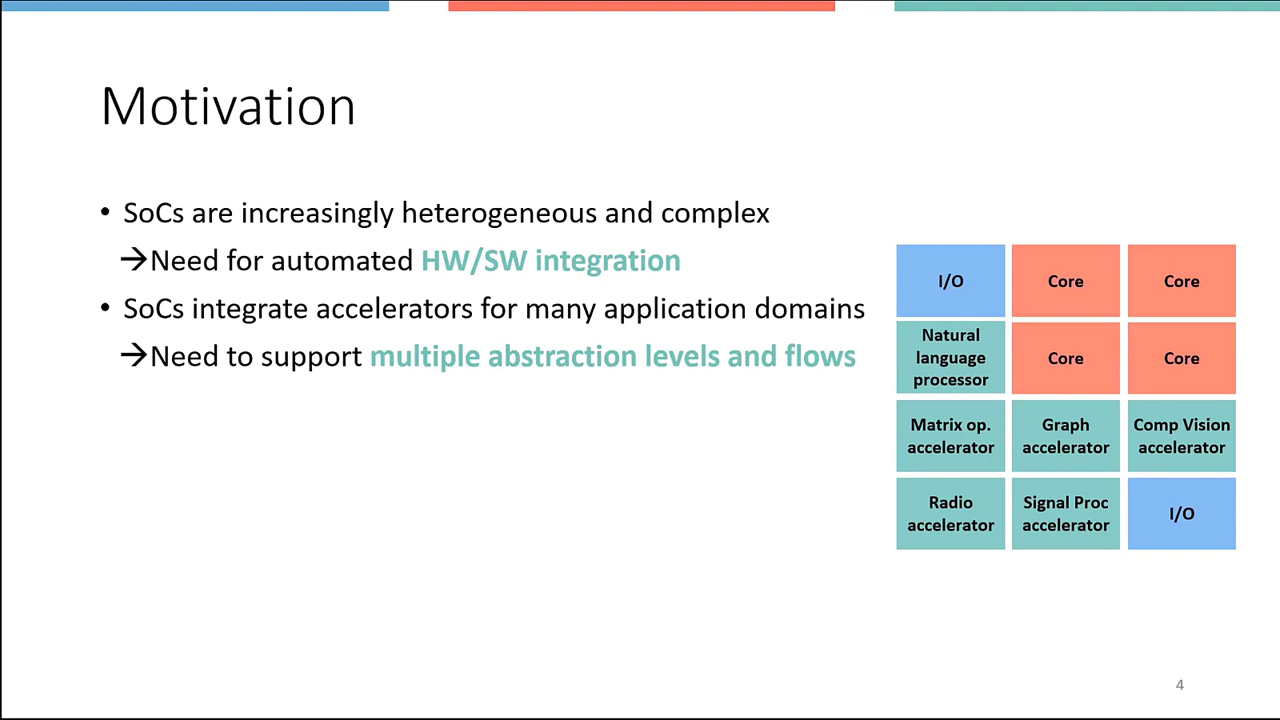 Motivation
• SoCs are increasingly heterogeneous and complex
→Need for automated HW/SW integration
• SoCs integrate accelerators for many application domains
→Need to support multiple abstraction levels and flows
I/O
Core
Core
Natural
language
processor
Core
Core
Matrix op.
accelerator
Graph
accelerator
Comp Vision
accelerator
Radio
accelerator
Signal Proc
accelerator
I/O
4